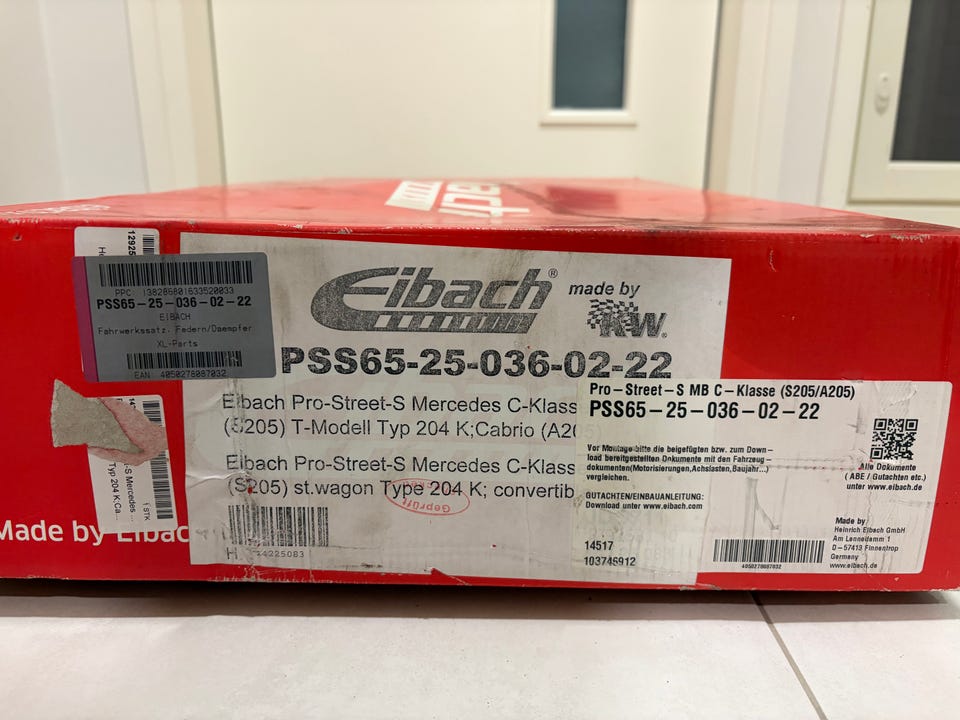 12925
PPC: 138286801633520033
PSS65-25-036-02-22
EIBACH
Fahrwerkssatz, Federn/Daempfer
XL-Parts
EAN 4050278087032
Eibach® made by
KW®
PSS65-25-036-02-22
Eibach Pro-Street-S Mercedes C-Klass
(S205) T-Modell Typ 204 K;Cabrio (A205
Eibach Pro-Street-S Mercedes C-Klass
(S205) st.wagon Type 204 K; convertib
Geprüft
Pro-Street-S MB C-Klasse (S205/A205)
PSS65-25-036-02-22
Vor Montage bitte die beigefügten bzw. zum Down-
load bereitgestellten Dokumente mit den Fahrzeug-
dokumenten(Motorisierungen,Achslasten,Baujahr...)
vergleichen.
GUTACHTEN/EINBAUANLEITUNG:
Download unter www.eibach.com
14517
103746912
Alle Dokumente
( ABE / Gutachten etc.)
unter www.eibach.de
4050278087032
Made by
Heinrich Eibach GmbH
Am Lennedamm 1
D-57413 Finnentrop
Germany
www.eibach.de
-S Mercedes ...
Typ 204 K;Ca...
1 STK
Made by Eibac